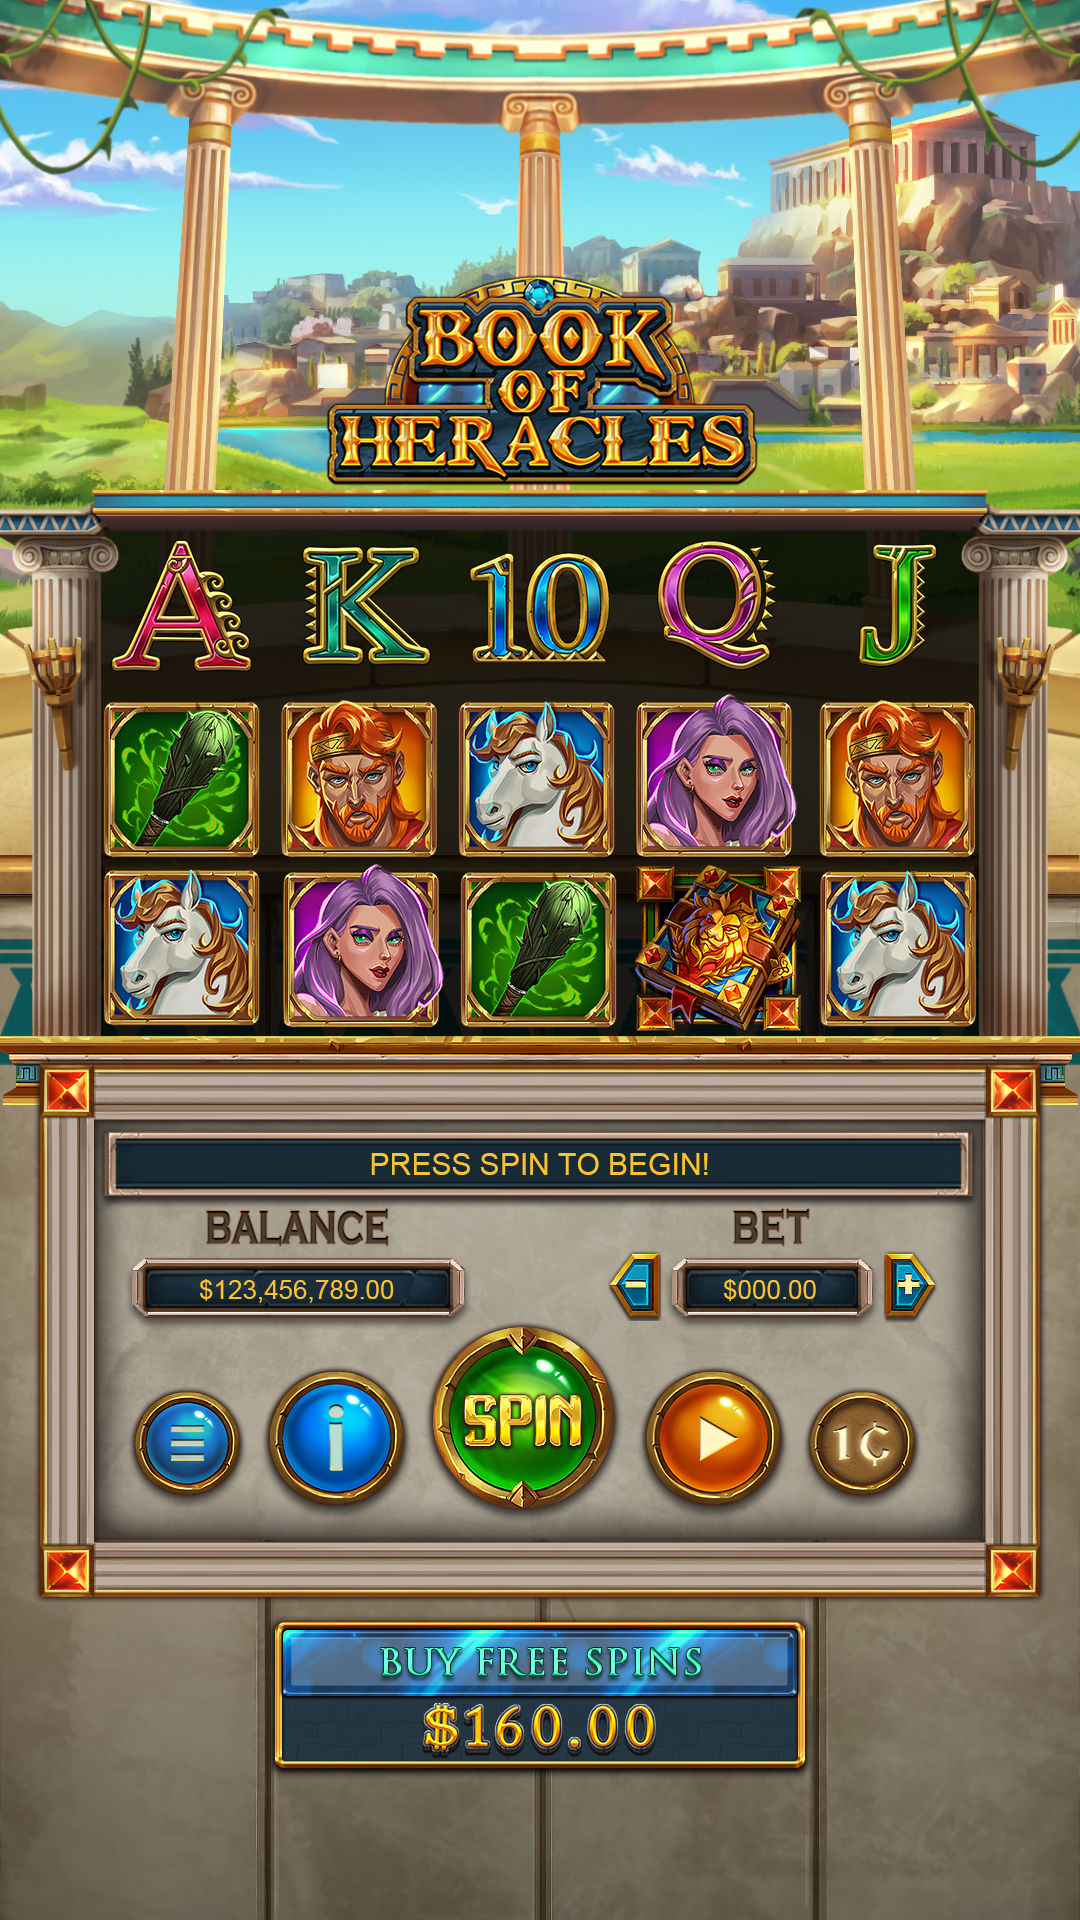 BOOK
OF
HERACLES
A K 10 Q J
PRESS SPIN TO BEGIN!
BALANCE BET
$123,456,789.00 - $000.00 +
i SPIN 1¢
BUY FREE SPINS
$160.00